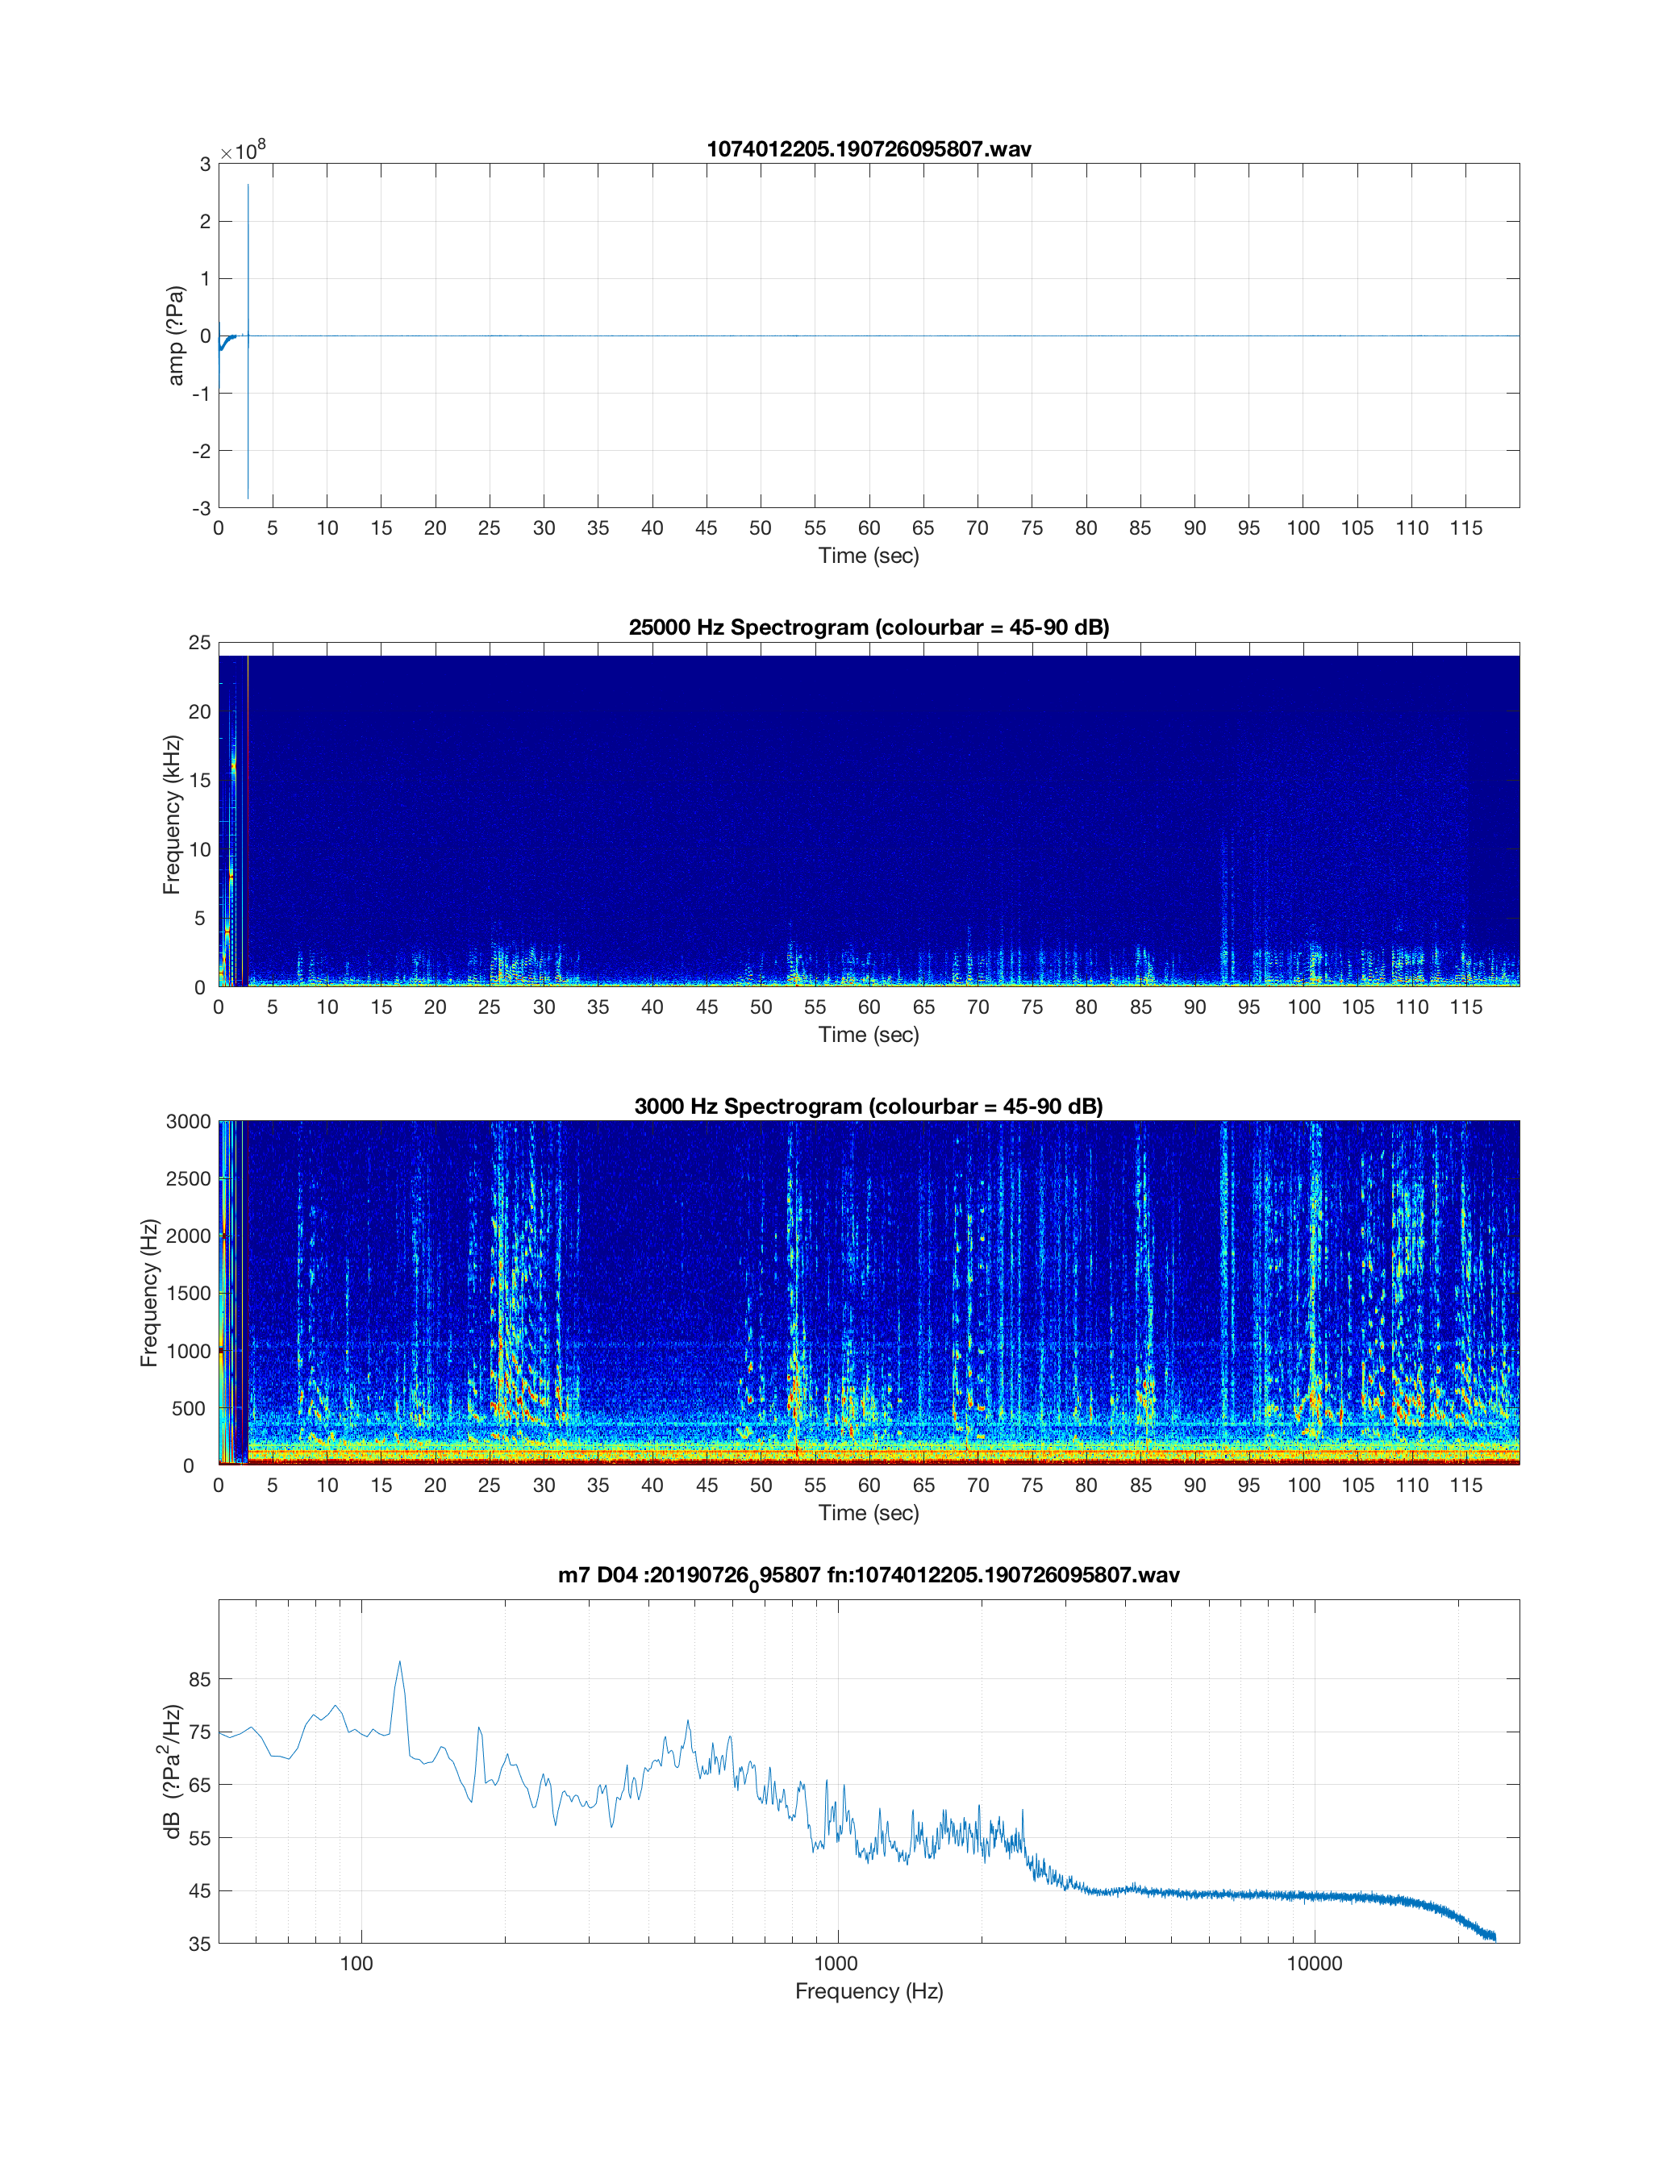 1074012205.190726095807.wav
×10^8
3
2
1
0
-1
-2
-3
amp (?Pa)
0 5 10 15 20 25 30 35 40 45 50 55 60 65 70 75 80 85 90 95 100 105 110 115
Time (sec)
25000 Hz Spectrogram (colourbar = 45-90 dB)
25
20
15
10
5
0
Frequency (kHz)
0 5 10 15 20 25 30 35 40 45 50 55 60 65 70 75 80 85 90 95 100 105 110 115
Time (sec)
3000 Hz Spectrogram (colourbar = 45-90 dB)
3000
2500
2000
1500
1000
500
0
Frequency (Hz)
0 5 10 15 20 25 30 35 40 45 50 55 60 65 70 75 80 85 90 95 100 105 110 115
Time (sec)
m7 D04 :20190726_095807 fn:1074012205.190726095807.wav
85
75
65
55
45
35
dB (?Pa^2/Hz)
100 1000 10000
Frequency (Hz)